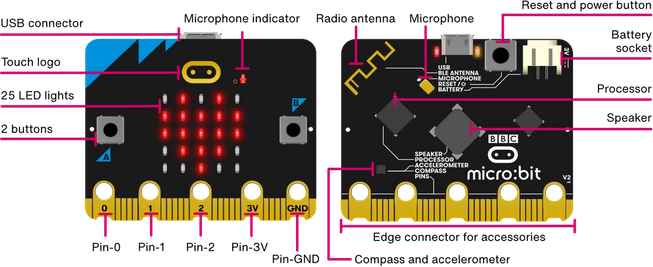 USB connector
Microphone indicator
Touch logo
25 LED lights
2 buttons
A
B
0
1
2
3V
GND
Pin-0
Pin-1
Pin-2
Pin-3V
Pin-GND
Radio antenna
Microphone
Reset and power button
Battery
socket
Processor
Speaker
USB
BLE ANTENNA
MICROPHONE
RESET/
BATTERY
3V
SPEAKER
PROCESSOR
ACCELEROMETER
COMPASS
PINS
BBC
micro:bit
V2
Edge connector for accessories
Compass and accelerometer